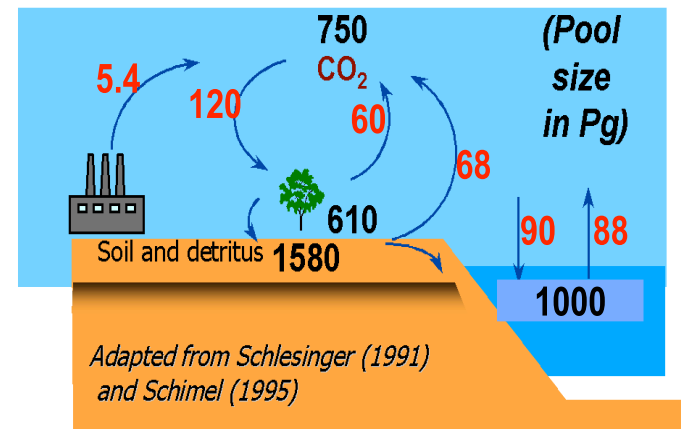 750
(Pool
5.4
CO₂
size
120
60
in Pg)
68
610
90
88
Soil and detritus 1580
1000
Adapted from Schlesinger (1991)
and Schimel (1995)